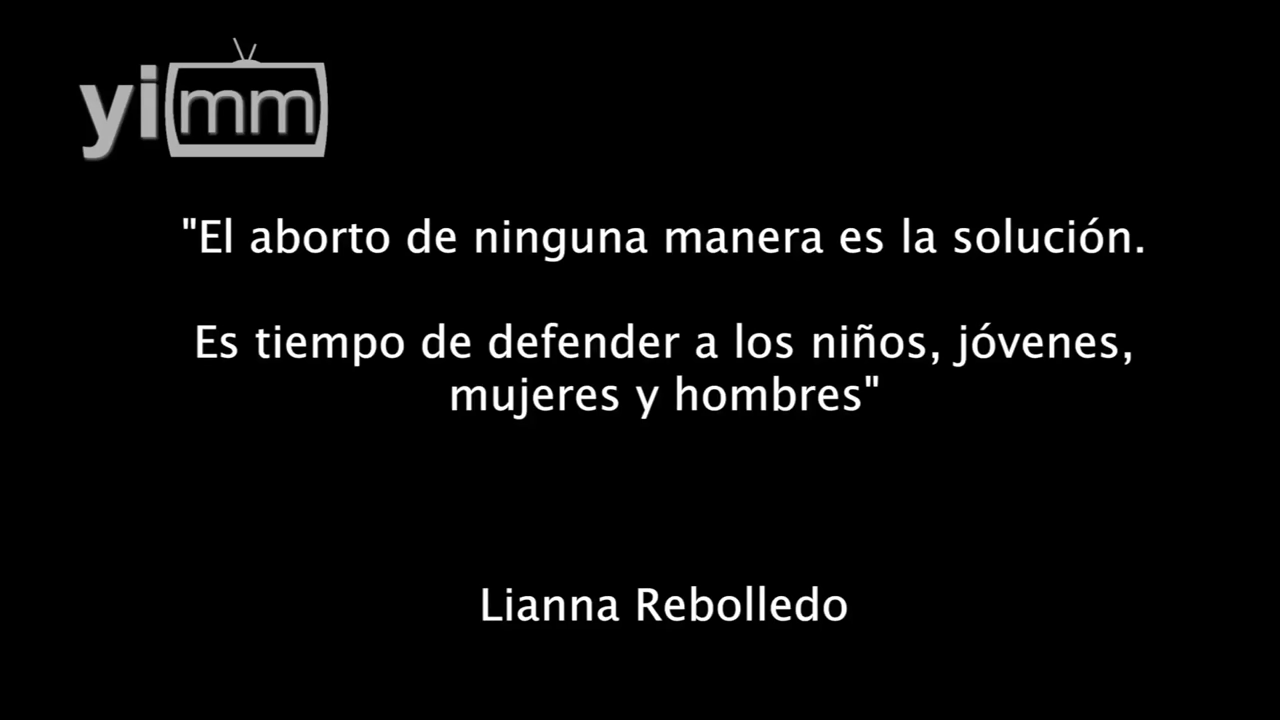 yimm
"El aborto de ninguna manera es la solución.
Es tiempo de defender a los niños, jóvenes,
mujeres y hombres"
Lianna Rebolledo